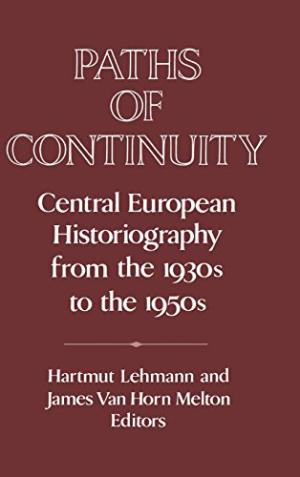 PATHS
OF
CONTINUITY
Central European
Historiography
from the 1930s
to the 1950s
Hartmut Lehmann and
James Van Horn Melton
Editors